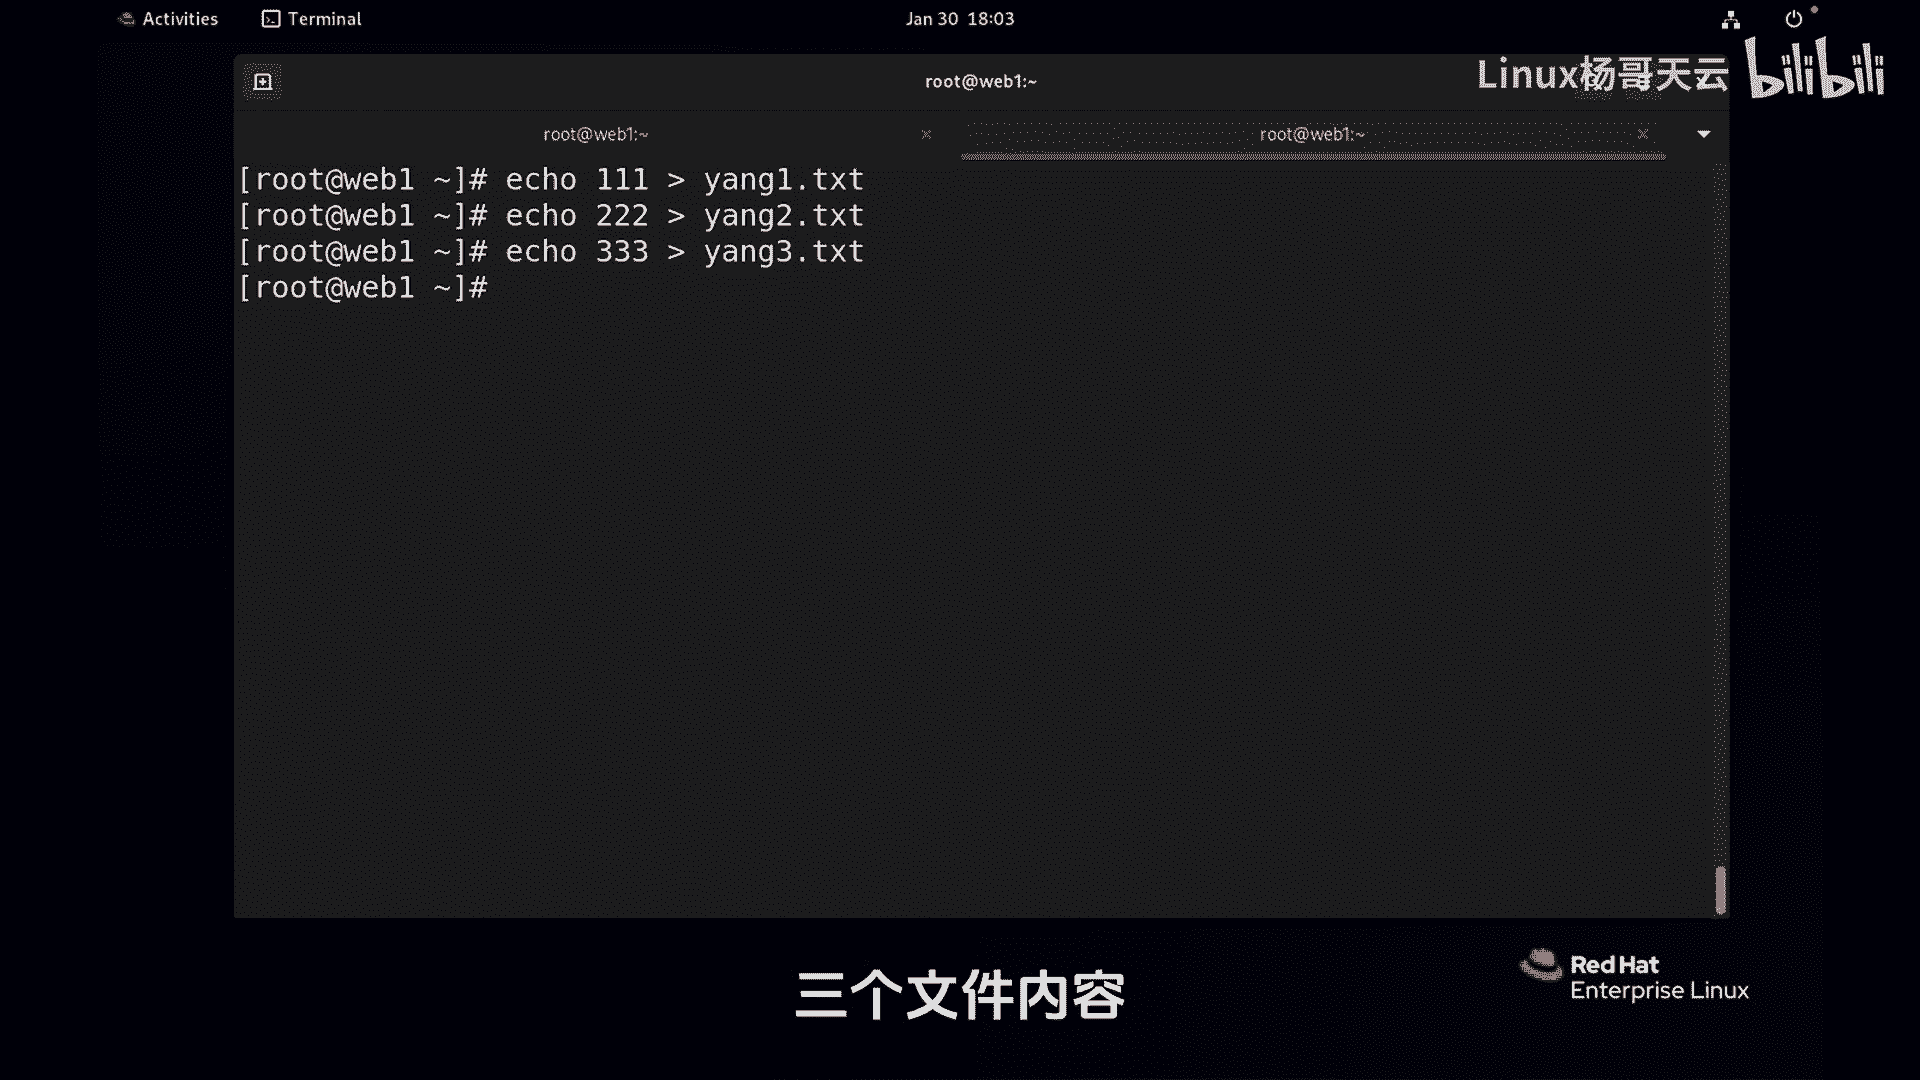 Activities Terminal Jan 30 18:03
root@web1:~
Linux杨哥天云 bilibili
root@web1:~ root@web1:~
[root@web1 ~]# echo 111 > yang1.txt
[root@web1 ~]# echo 222 > yang2.txt
[root@web1 ~]# echo 333 > yang3.txt
[root@web1 ~]#
Red Hat
Enterprise Linux
三个文件内容